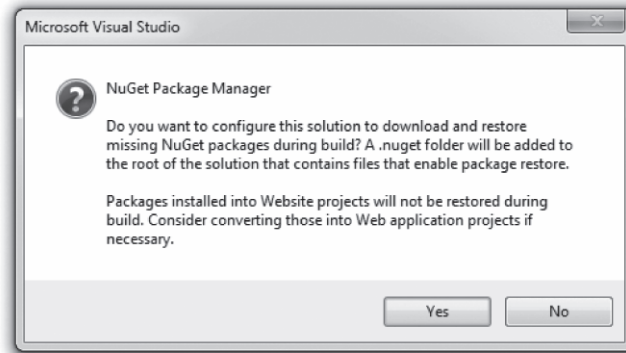 Microsoft Visual Studio
NuGet Package Manager
Do you want to configure this solution to download and restore
missing NuGet packages during build? A .nuget folder will be added to
the root of the solution that contains files that enable package restore.
Packages installed into Website projects will not be restored during
build. Consider converting those into Web application projects if
necessary.
Yes
No